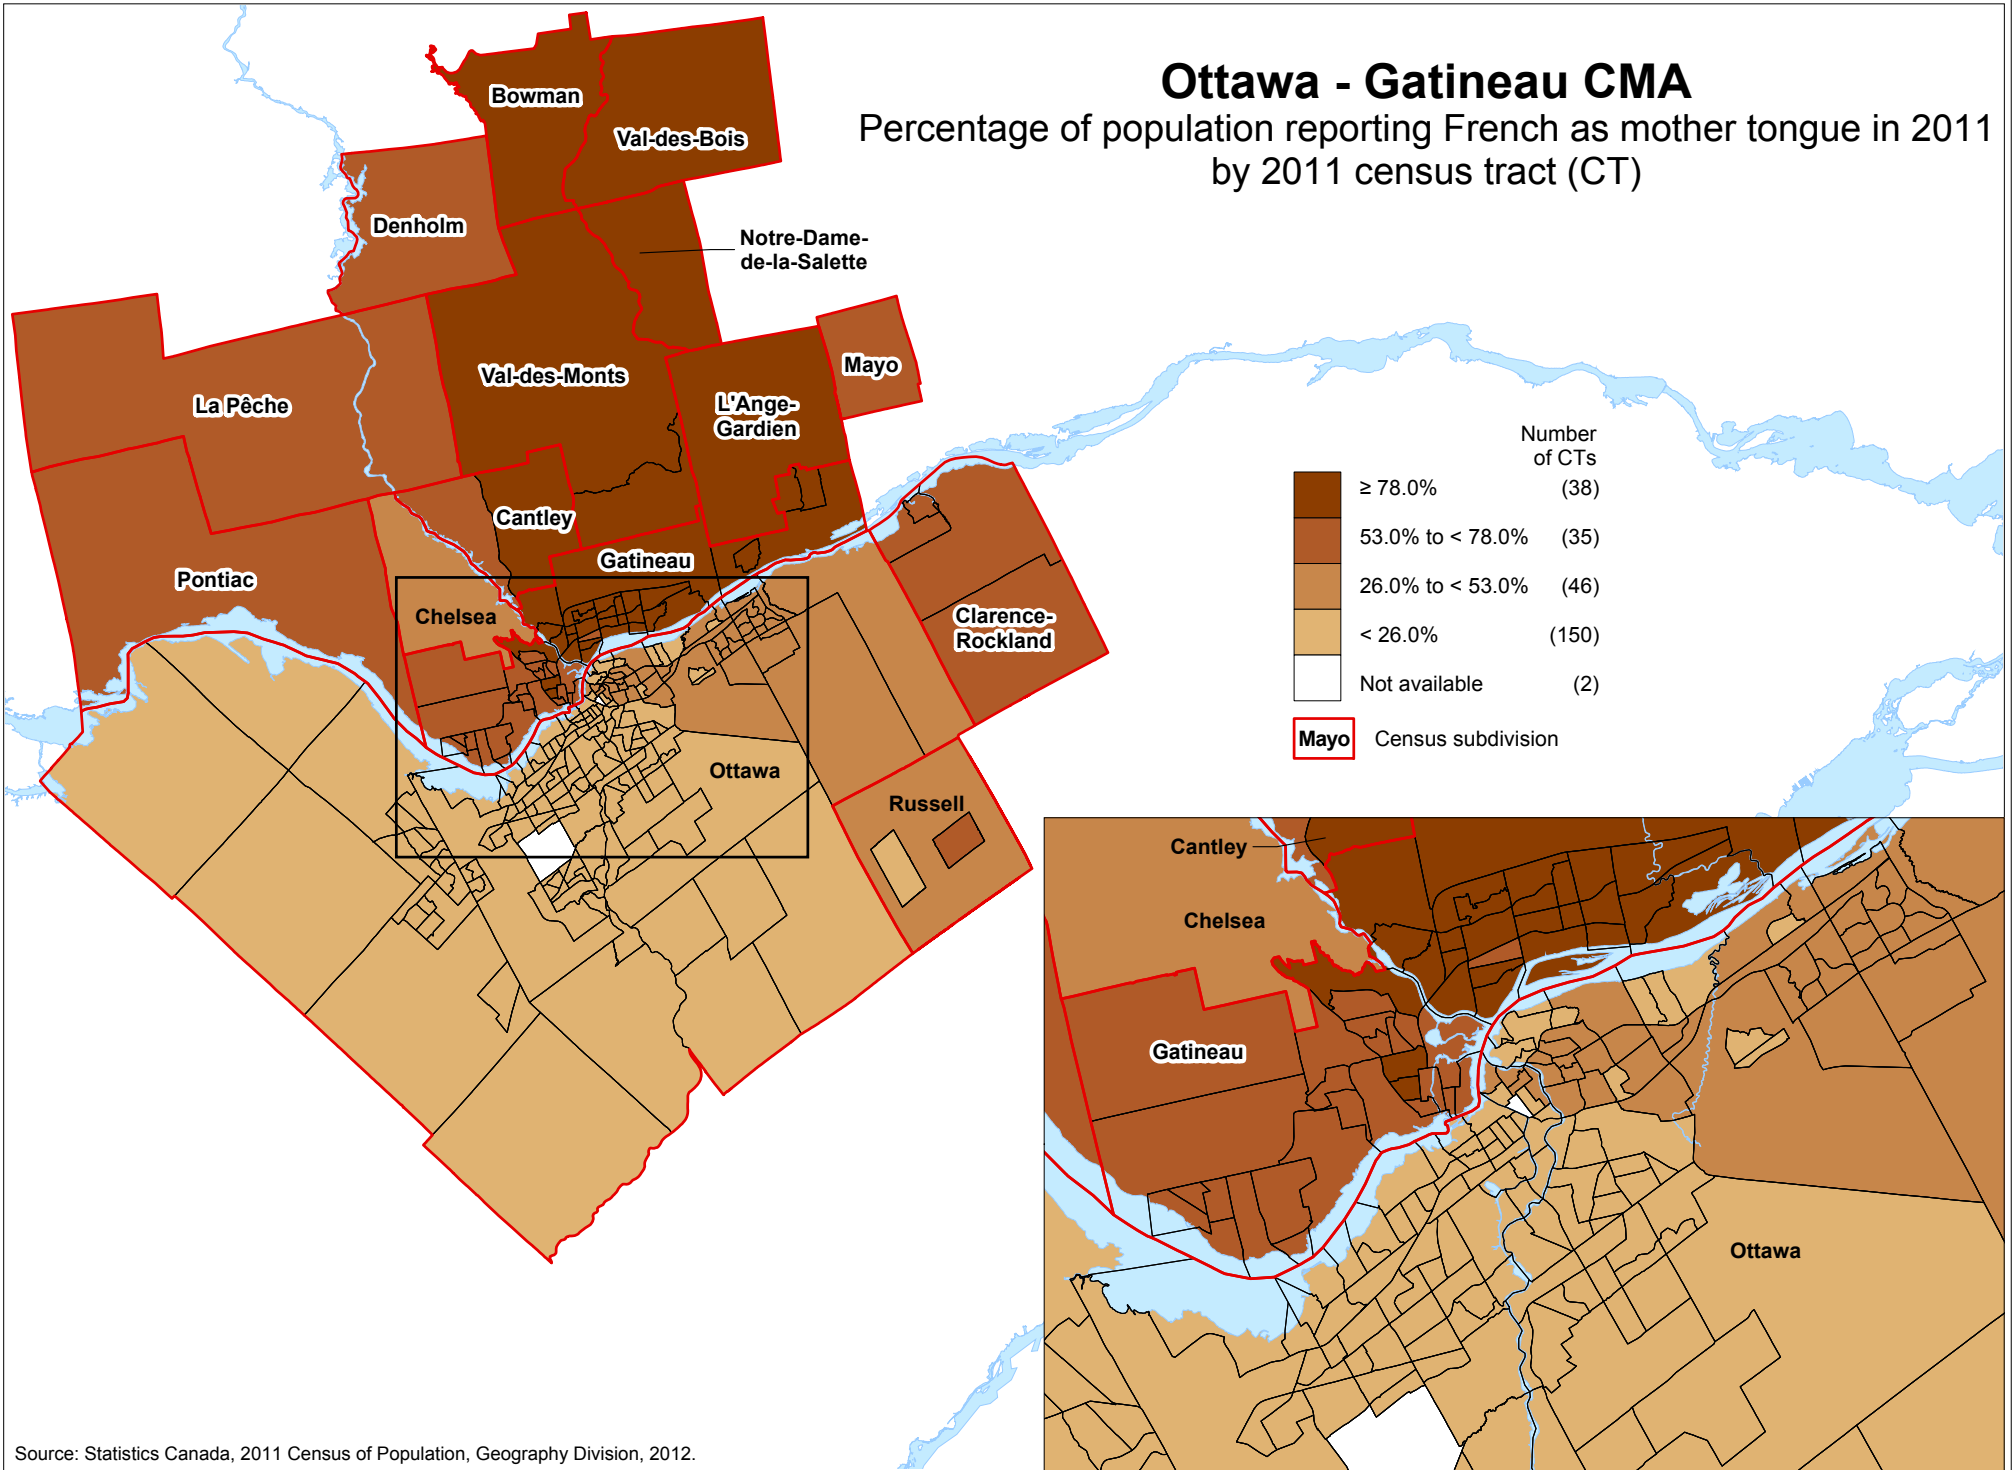 Ottawa - Gatineau CMA
Percentage of population reporting French as mother tongue in 2011
by 2011 census tract (CT)
Bowman
Val-des-Bois
Denholm
Notre-Dame-
de-la-Salette
Val-des-Monts
Mayo
La Pêche
L'Ange-
Gardien
Cantley
Gatineau
Pontiac
Chelsea
Clarence-
Rockland
Ottawa
Russell
Number
of CTs
≥ 78.0% (38)
53.0% to < 78.0% (35)
26.0% to < 53.0% (46)
< 26.0% (150)
Not available (2)
Mayo Census subdivision
Cantley
Chelsea
Gatineau
Ottawa
Source: Statistics Canada, 2011 Census of Population, Geography Division, 2012.